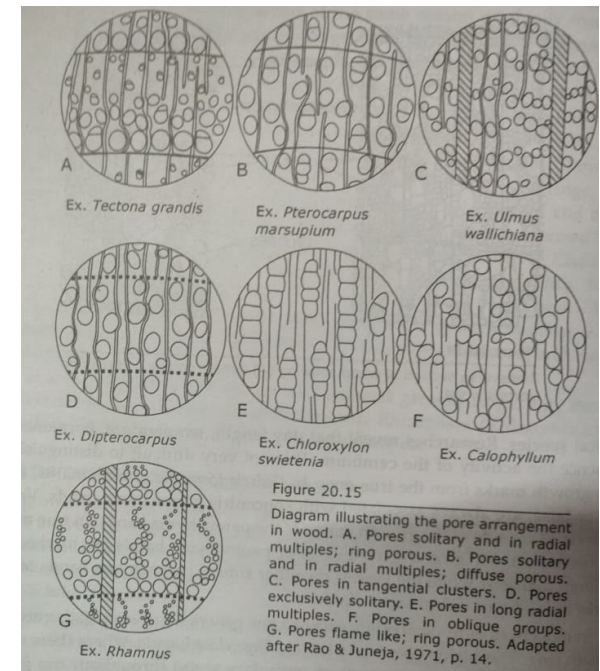 A
B
C
Ex. Tectona grandis
Ex. Pterocarpus
marsupium
Ex. Ulmus
wallichiana
D
E
F
Ex. Dipterocarpus
Ex. Chloroxylon
swietenia
Ex. Calophyllum
G
Ex. Rhamnus
Figure 20.15
Diagram illustrating the pore arrangement
in wood. A. Pores solitary and in radial
multiples; ring porous. B. Pores solitary
and in radial multiples; diffuse porous.
C. Pores in tangential clusters. D. Pores
exclusively solitary. E. Pores in long radial
multiples. F. Pores in oblique groups.
G. Pores flame like; ring porous. Adapted
after Rao & Juneja, 1971, p. 14.